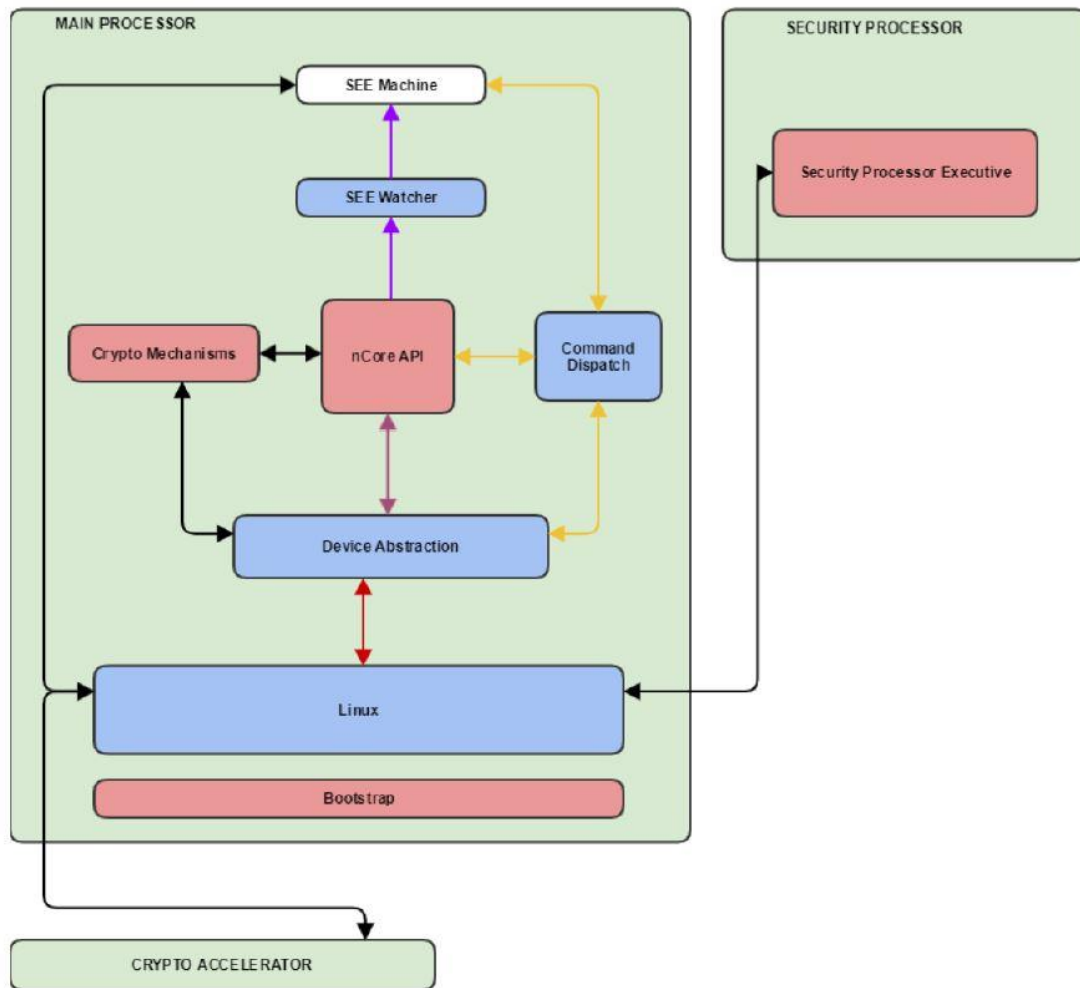 MAIN PROCESSOR
SECURITY PROCESSOR
SEE Machine
SEE Watcher
Security Processor Executive
Crypto Mechanisms
nCore API
Command
Dispatch
Device Abstraction
Linux
Bootstrap
CRYPTO ACCELERATOR